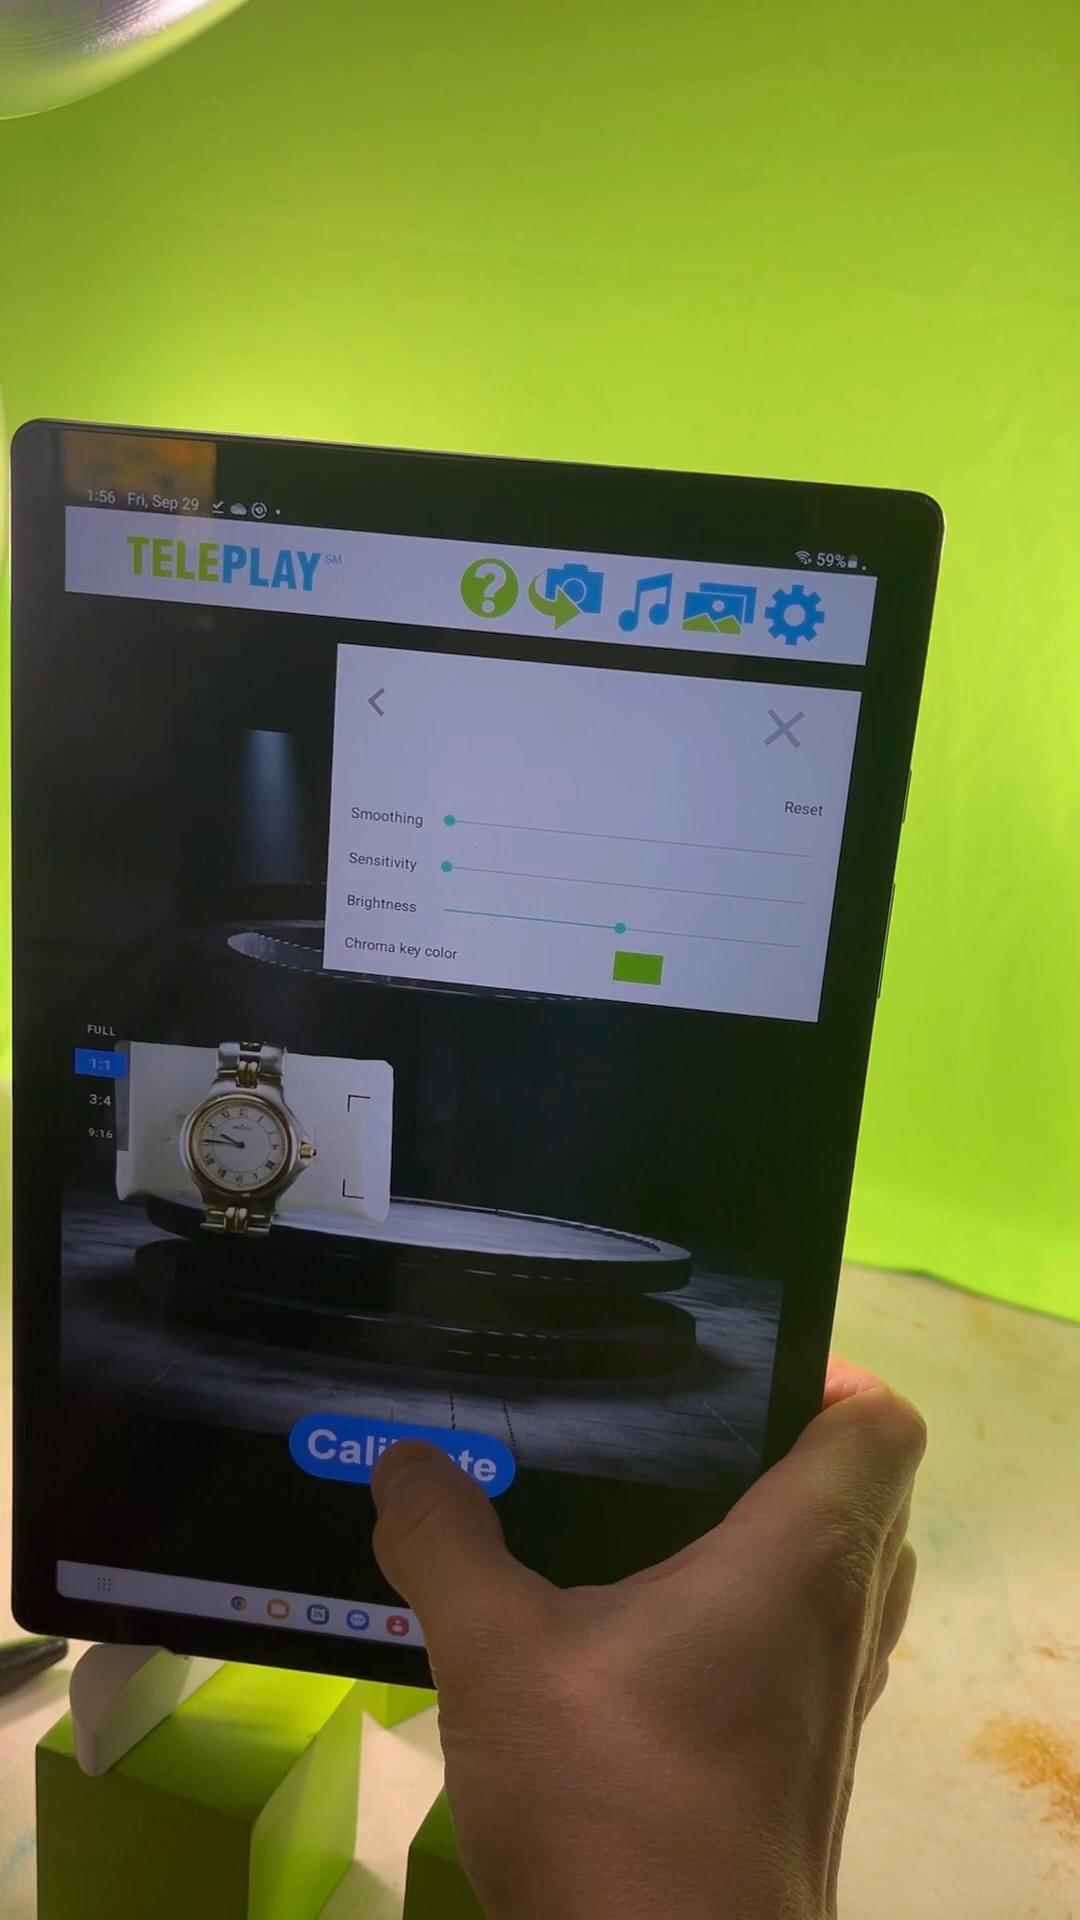 1:56 Fri, Sep 29
59%
TELEPLAY SM
?
Reset
Smoothing
Sensitivity
Brightness
Chroma key color
FULL
1:1
3:4
9:16